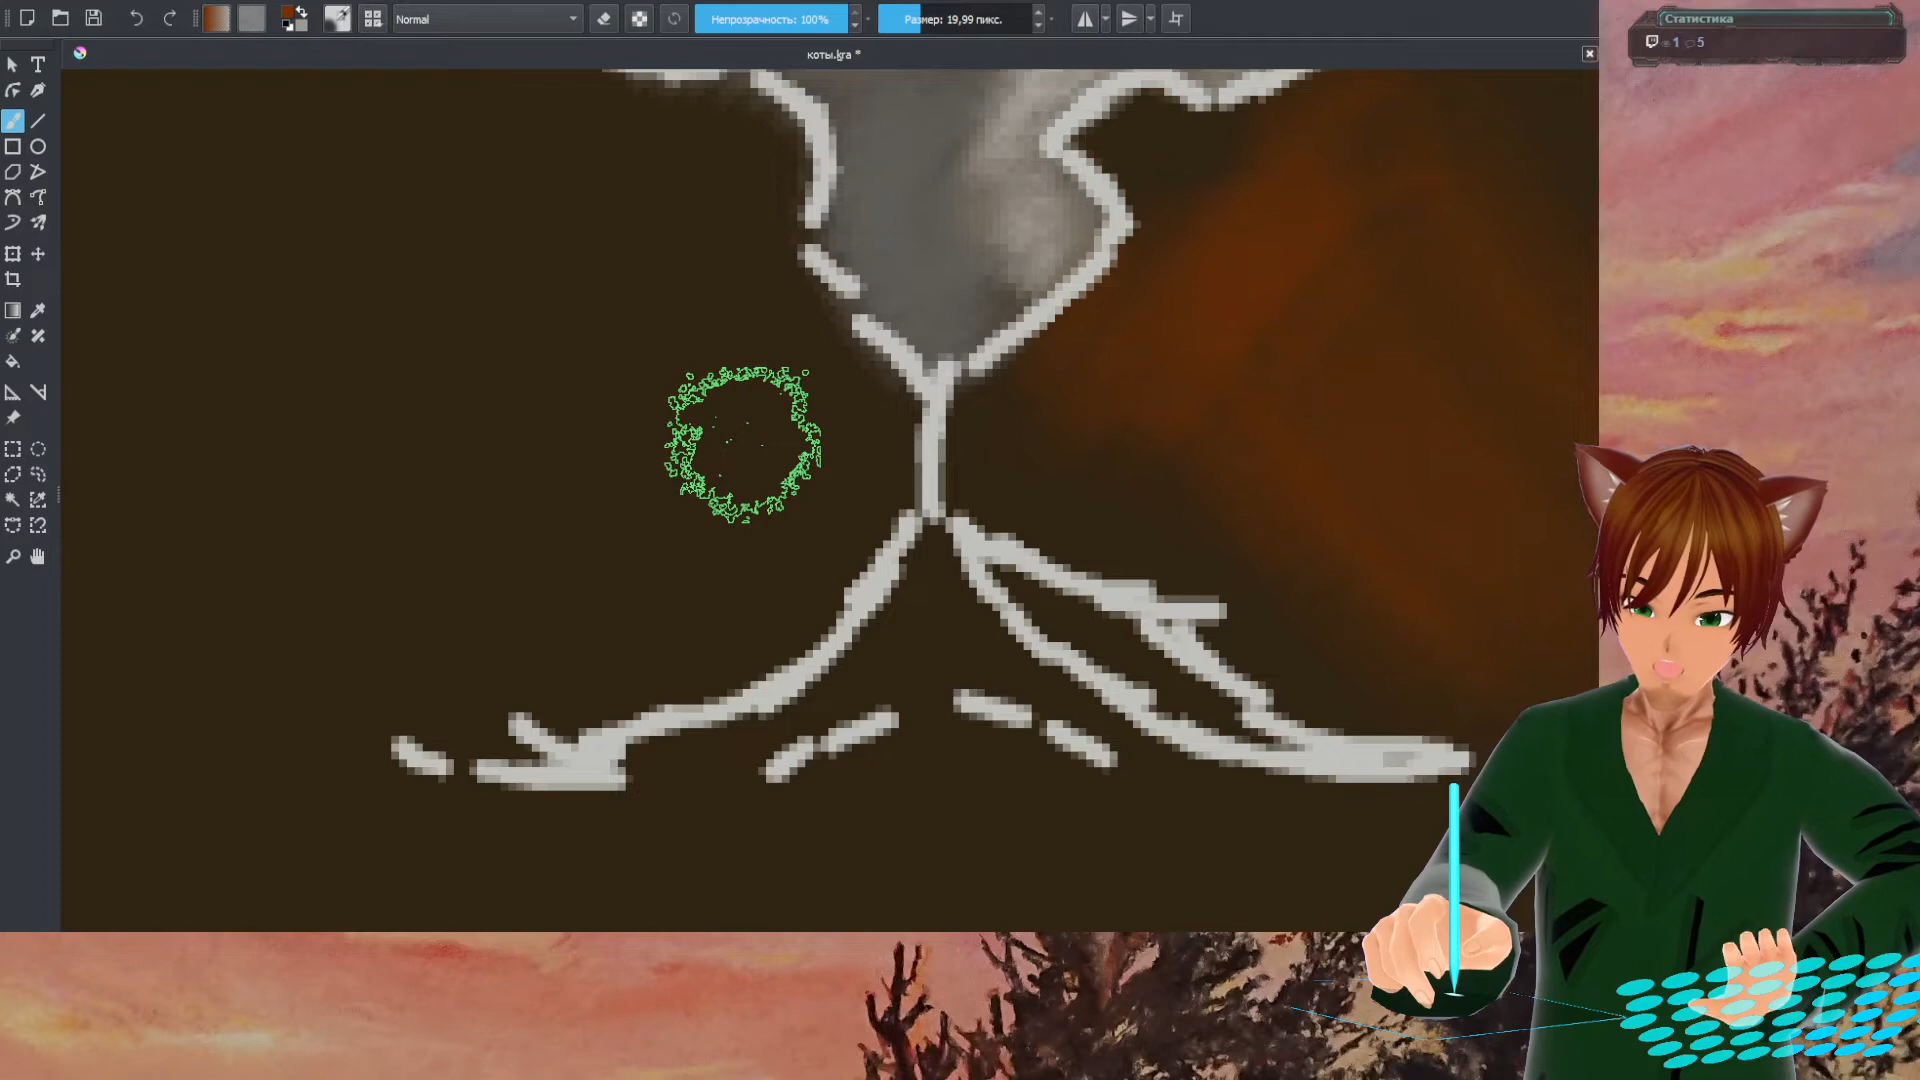 Normal
Непрозрачность: 100%
Размер: 19,99 пикс.
Статистика
1 5
коты.kra *